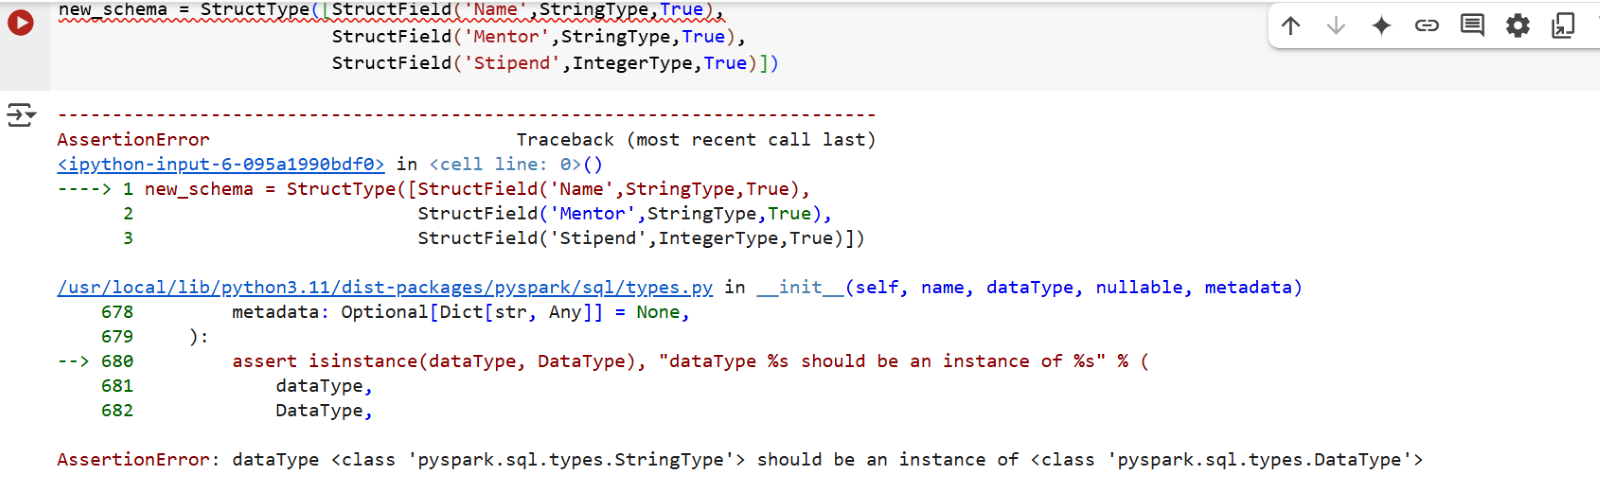 new_schema = StructType([StructField('Name',StringType,True),
StructField('Mentor',StringType,True),
StructField('Stipend',IntegerType,True)])
---------------------------------------------------------------------------
AssertionError                            Traceback (most recent call last)
<ipython-input-6-095a1990bdf0> in <cell line: 0>()
----> 1 new_schema = StructType([StructField('Name',StringType,True),
2                          StructField('Mentor',StringType,True),
3                          StructField('Stipend',IntegerType,True)])
/usr/local/lib/python3.11/dist-packages/pyspark/sql/types.py in __init__(self, name, dataType, nullable, metadata)
678         metadata: Optional[Dict[str, Any]] = None,
679     ):
--> 680         assert isinstance(dataType, DataType), "dataType %s should be an instance of %s" % (
681             dataType,
682             DataType,
AssertionError: dataType <class 'pyspark.sql.types.StringType'> should be an instance of <class 'pyspark.sql.types.DataType'>